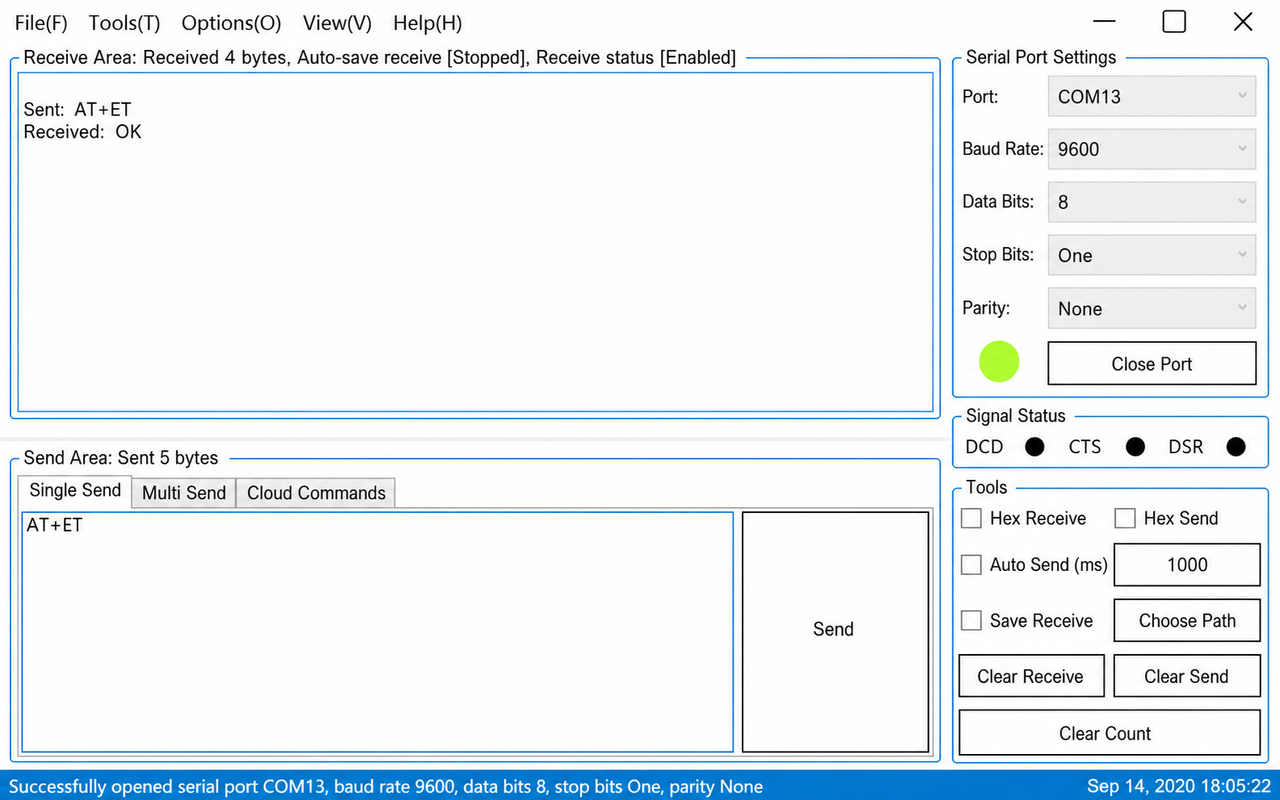 File(F) Tools(T) Options(O) View(V) Help(H)
Receive Area: Received 4 bytes, Auto-save receive [Stopped], Receive status [Enabled]
Sent: AT+ET
Received: OK
Serial Port Settings
Port: COM13
Baud Rate: 9600
Data Bits: 8
Stop Bits: One
Parity: None
Close Port
Signal Status
DCD CTS DSR
Send Area: Sent 5 bytes
Single Send Multi Send Cloud Commands
AT+ET
Send
Tools
Hex Receive Hex Send
Auto Send (ms) 1000
Save Receive Choose Path
Clear Receive Clear Send
Clear Count
Successfully opened serial port COM13, baud rate 9600, data bits 8, stop bits One, parity None
Sep 14, 2020 18:05:22